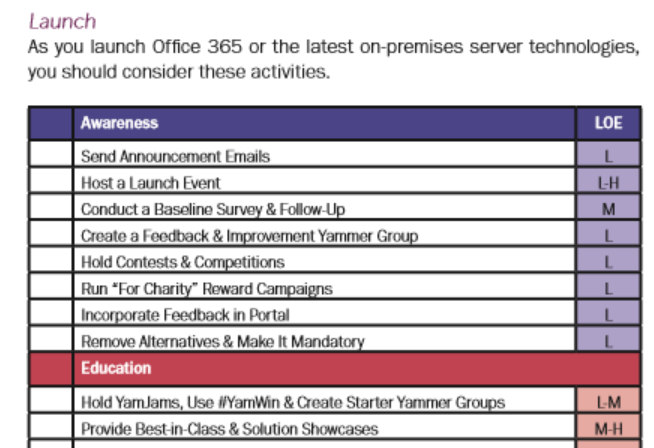 Launch
As you launch Office 365 or the latest on-premises server technologies,
you should consider these activities.
Awareness LOE
Send Announcement Emails L
Host a Launch Event L-H
Conduct a Baseline Survey & Follow-Up M
Create a Feedback & Improvement Yammer Group L
Hold Contests & Competitions L
Run “For Charity” Reward Campaigns L
Incorporate Feedback in Portal L
Remove Alternatives & Make It Mandatory L
Education
Hold YamJams, Use #YamWin & Create Starter Yammer Groups L-M
Provide Best-in-Class & Solution Showcases M-H